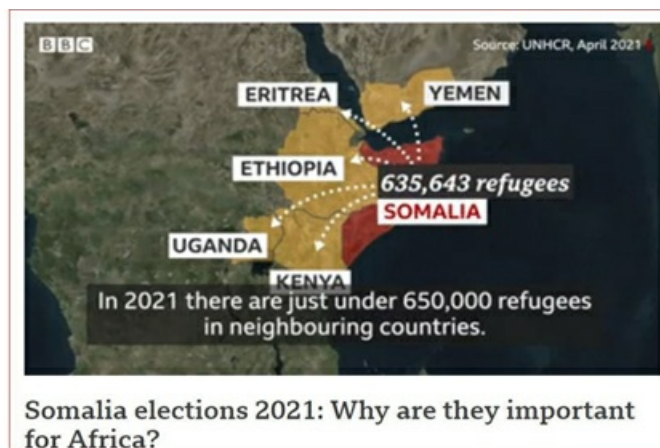 BBC
Source: UNHCR, April 2021
ERITREA
YEMEN
ETHIOPIA
635,643 refugees
SOMALIA
UGANDA
KENYA
In 2021 there are just under 650,000 refugees
in neighbouring countries.
Somalia elections 2021: Why are they important
for Africa?